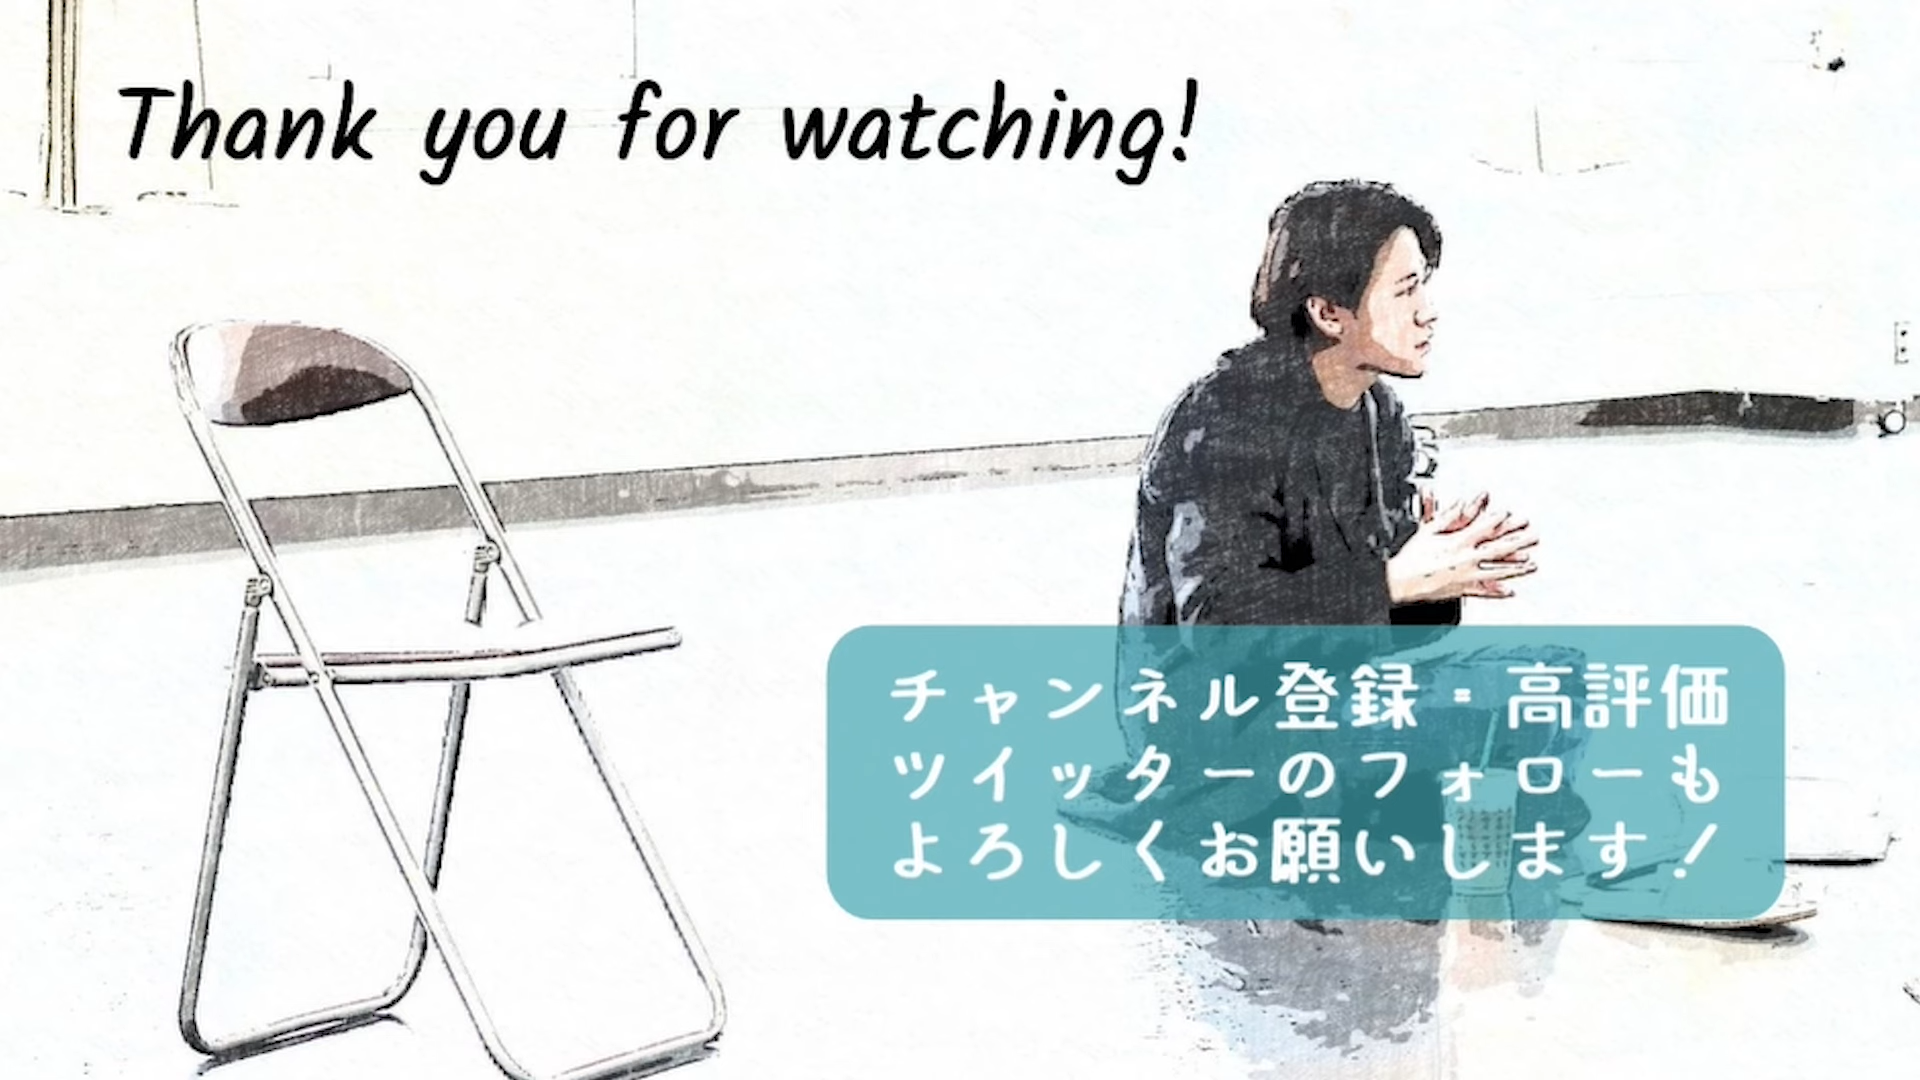 Thank you for watching!
チャンネル登録・高評価
ツイッターのフォローも
よろしくお願いします!